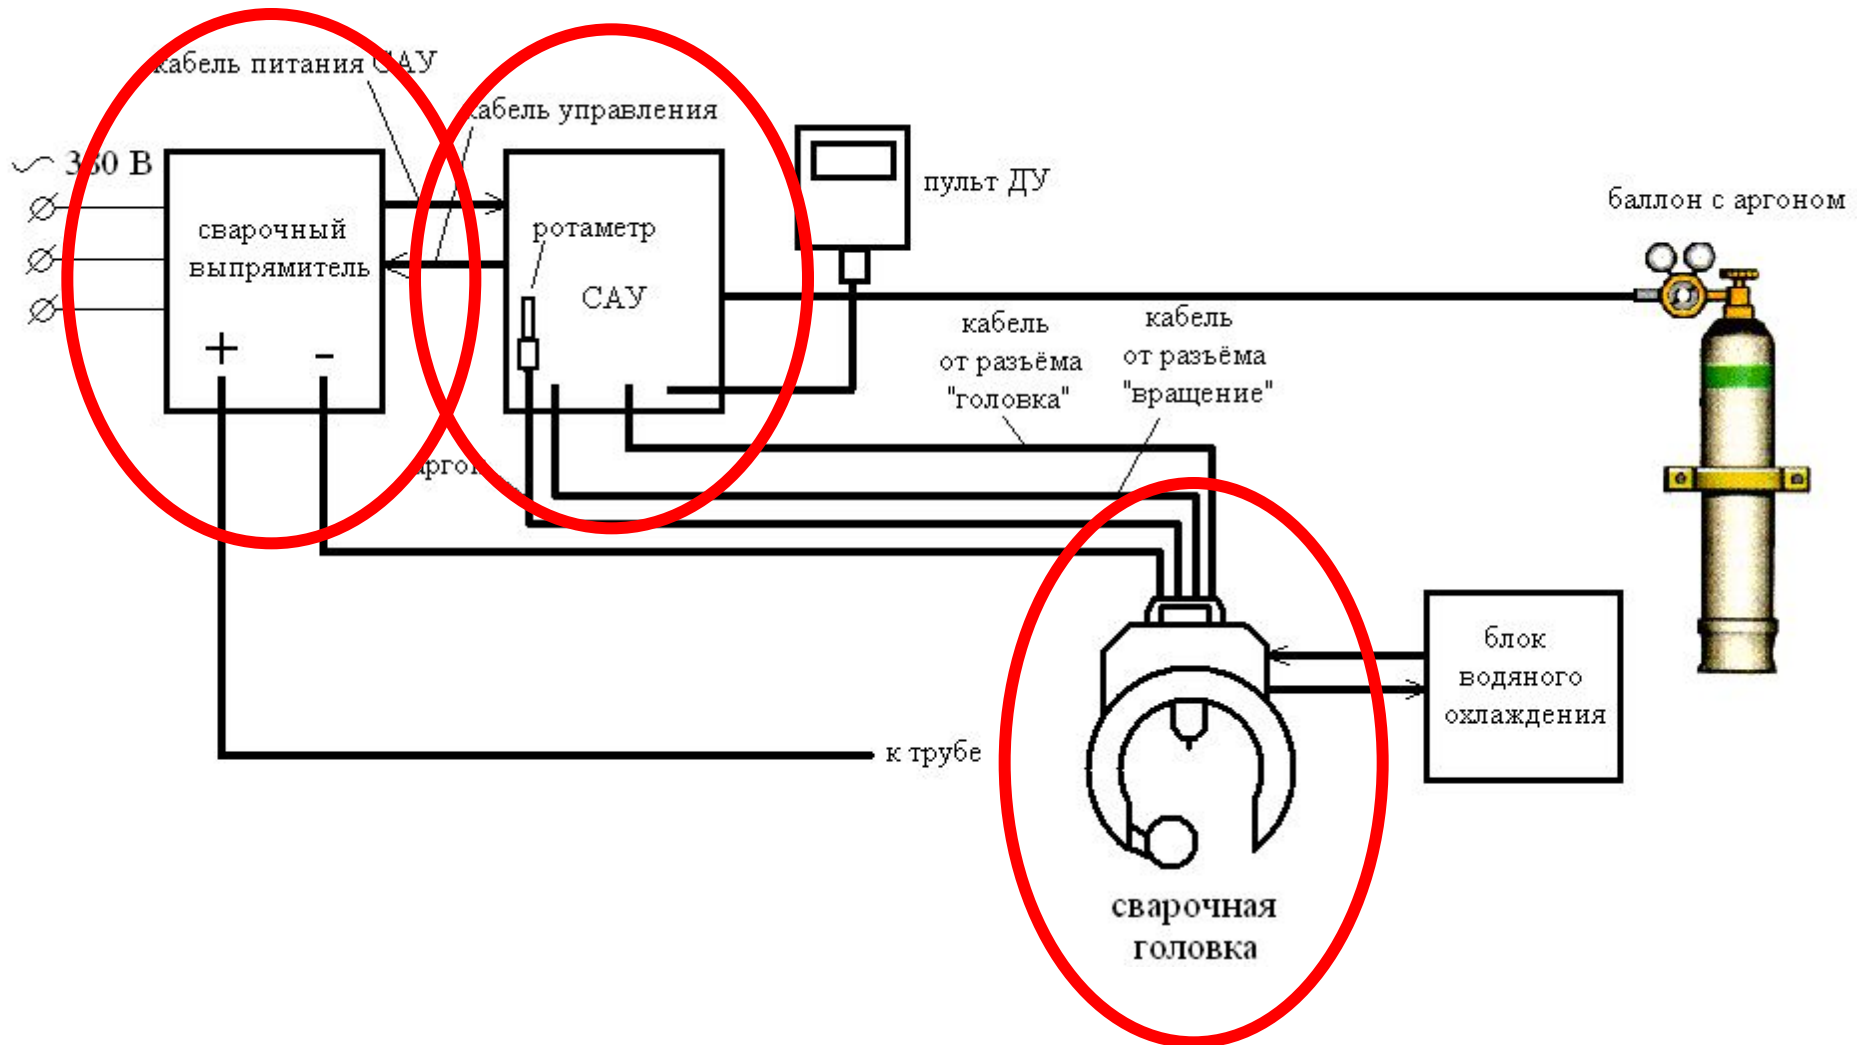 кабель питания САУ
кабель управления
~ 380 В
сварочный
выпрямитель
+ -
ротаметр
САУ
пульт ДУ
баллон с аргоном
кабель
от разъёма
"головка"
кабель
от разъёма
"вращение"
аргон
к трубе
блок
водяного
охлаждения
сварочная
головка